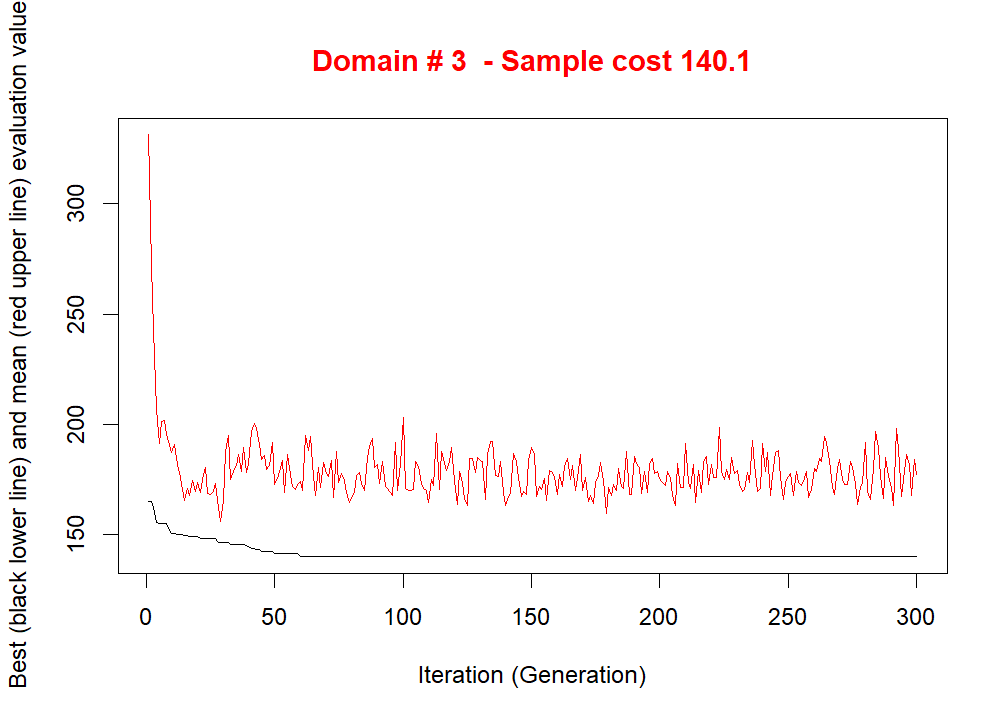 Domain # 3  - Sample cost 140.1
Best (black lower line) and mean (red upper line) evaluation value
300
250
200
150
0 50 100 150 200 250 300
Iteration (Generation)